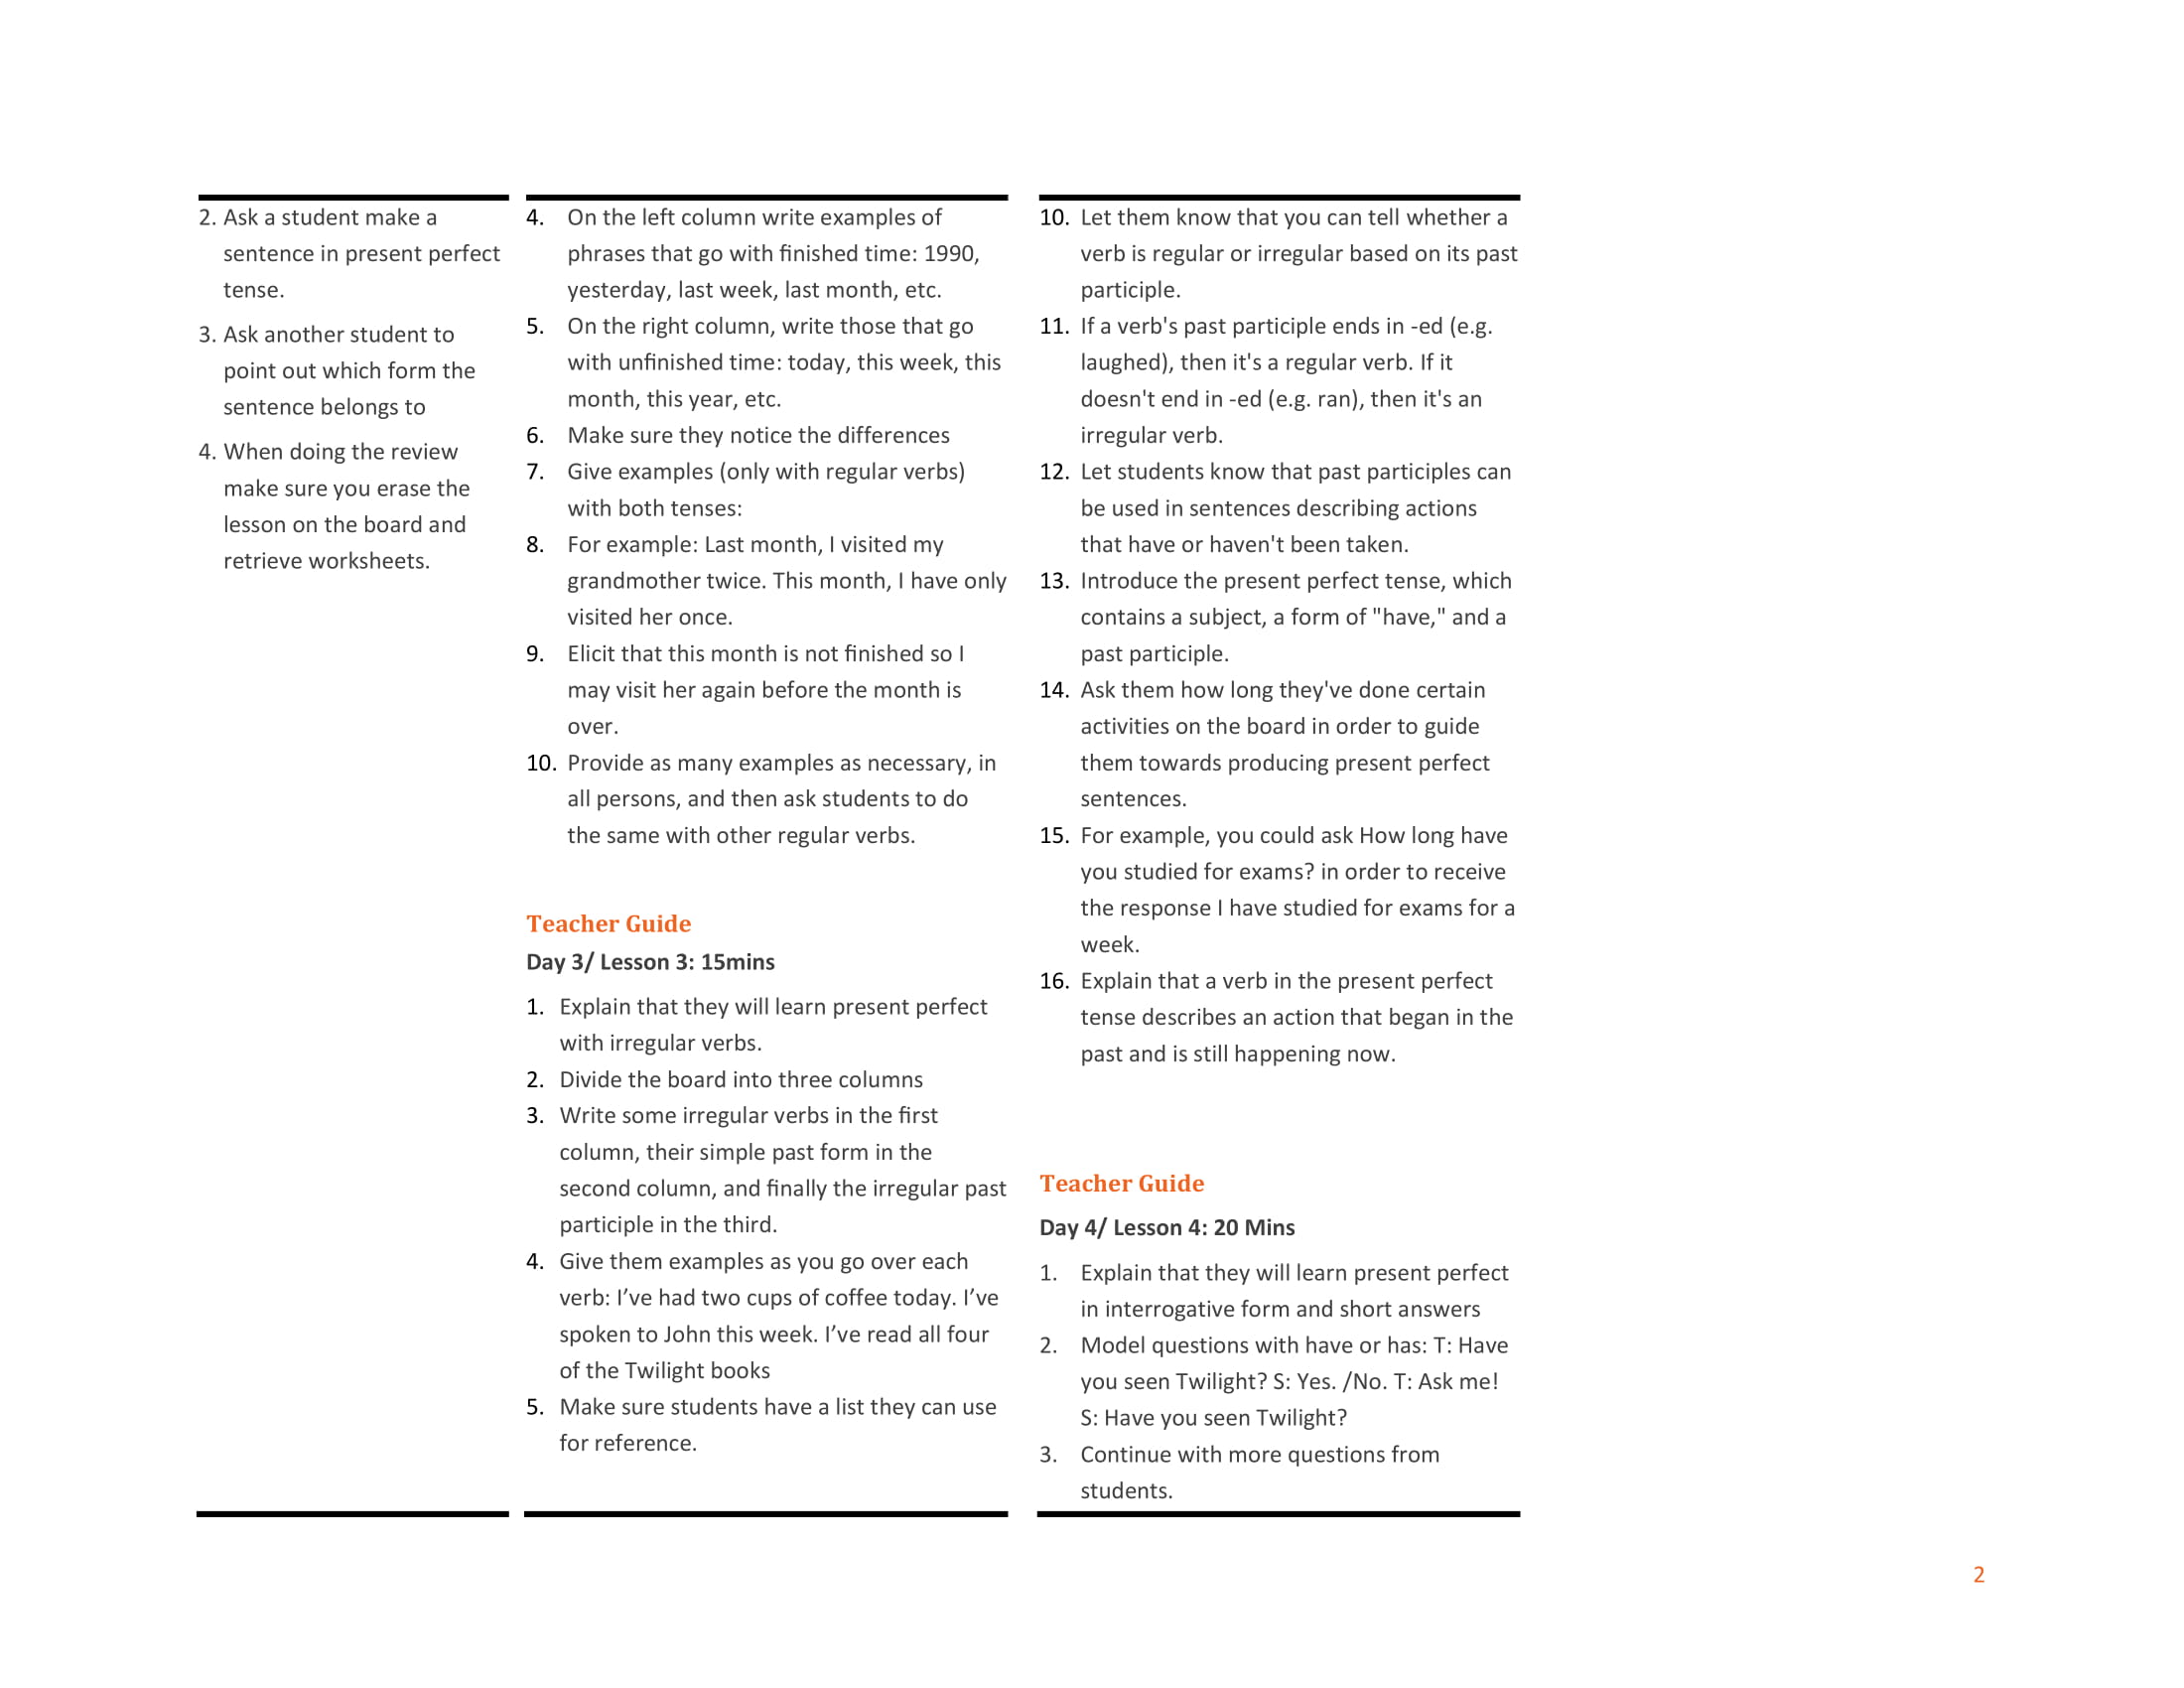 2. Ask a student make a
sentence in present perfect
tense.
3. Ask another student to
point out which form the
sentence belongs to
4. When doing the review
make sure you erase the
lesson on the board and
retrieve worksheets.
4. On the left column write examples of
phrases that go with finished time: 1990,
yesterday, last week, last month, etc.
5. On the right column, write those that go
with unfinished time: today, this week, this
month, this year, etc.
6. Make sure they notice the differences
7. Give examples (only with regular verbs)
with both tenses:
8. For example: Last month, I visited my
grandmother twice. This month, I have only
visited her once.
9. Elicit that this month is not finished so I
may visit her again before the month is
over.
10. Provide as many examples as necessary, in
all persons, and then ask students to do
the same with other regular verbs.
Teacher Guide
Day 3/ Lesson 3: 15mins
1. Explain that they will learn present perfect
with irregular verbs.
2. Divide the board into three columns
3. Write some irregular verbs in the first
column, their simple past form in the
second column, and finally the irregular past
participle in the third.
4. Give them examples as you go over each
verb: I’ve had two cups of coffee today. I’ve
spoken to John this week. I’ve read all four
of the Twilight books
5. Make sure students have a list they can use
for reference.
10. Let them know that you can tell whether a
verb is regular or irregular based on its past
participle.
11. If a verb's past participle ends in -ed (e.g.
laughed), then it's a regular verb. If it
doesn't end in -ed (e.g. ran), then it's an
irregular verb.
12. Let students know that past participles can
be used in sentences describing actions
that have or haven't been taken.
13. Introduce the present perfect tense, which
contains a subject, a form of "have," and a
past participle.
14. Ask them how long they've done certain
activities on the board in order to guide
them towards producing present perfect
sentences.
15. For example, you could ask How long have
you studied for exams? in order to receive
the response I have studied for exams for a
week.
16. Explain that a verb in the present perfect
tense describes an action that began in the
past and is still happening now.
Teacher Guide
Day 4/ Lesson 4: 20 Mins
1. Explain that they will learn present perfect
in interrogative form and short answers
2. Model questions with have or has: T: Have
you seen Twilight? S: Yes. /No. T: Ask me!
S: Have you seen Twilight?
3. Continue with more questions from
students.
2